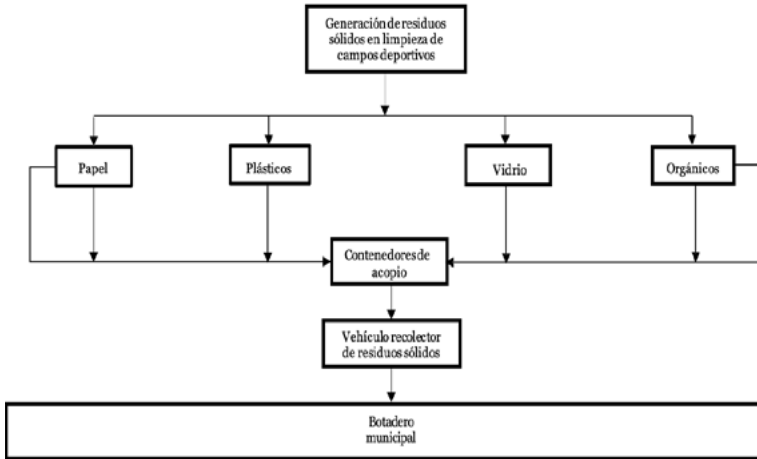 Generación de residuos
sólidos en limpieza de
campos deportivos
Papel
Plásticos
Vidrio
Orgánicos
Contenedores de
acopio
Vehículo recolector
de residuos sólidos
Botadero
municipal